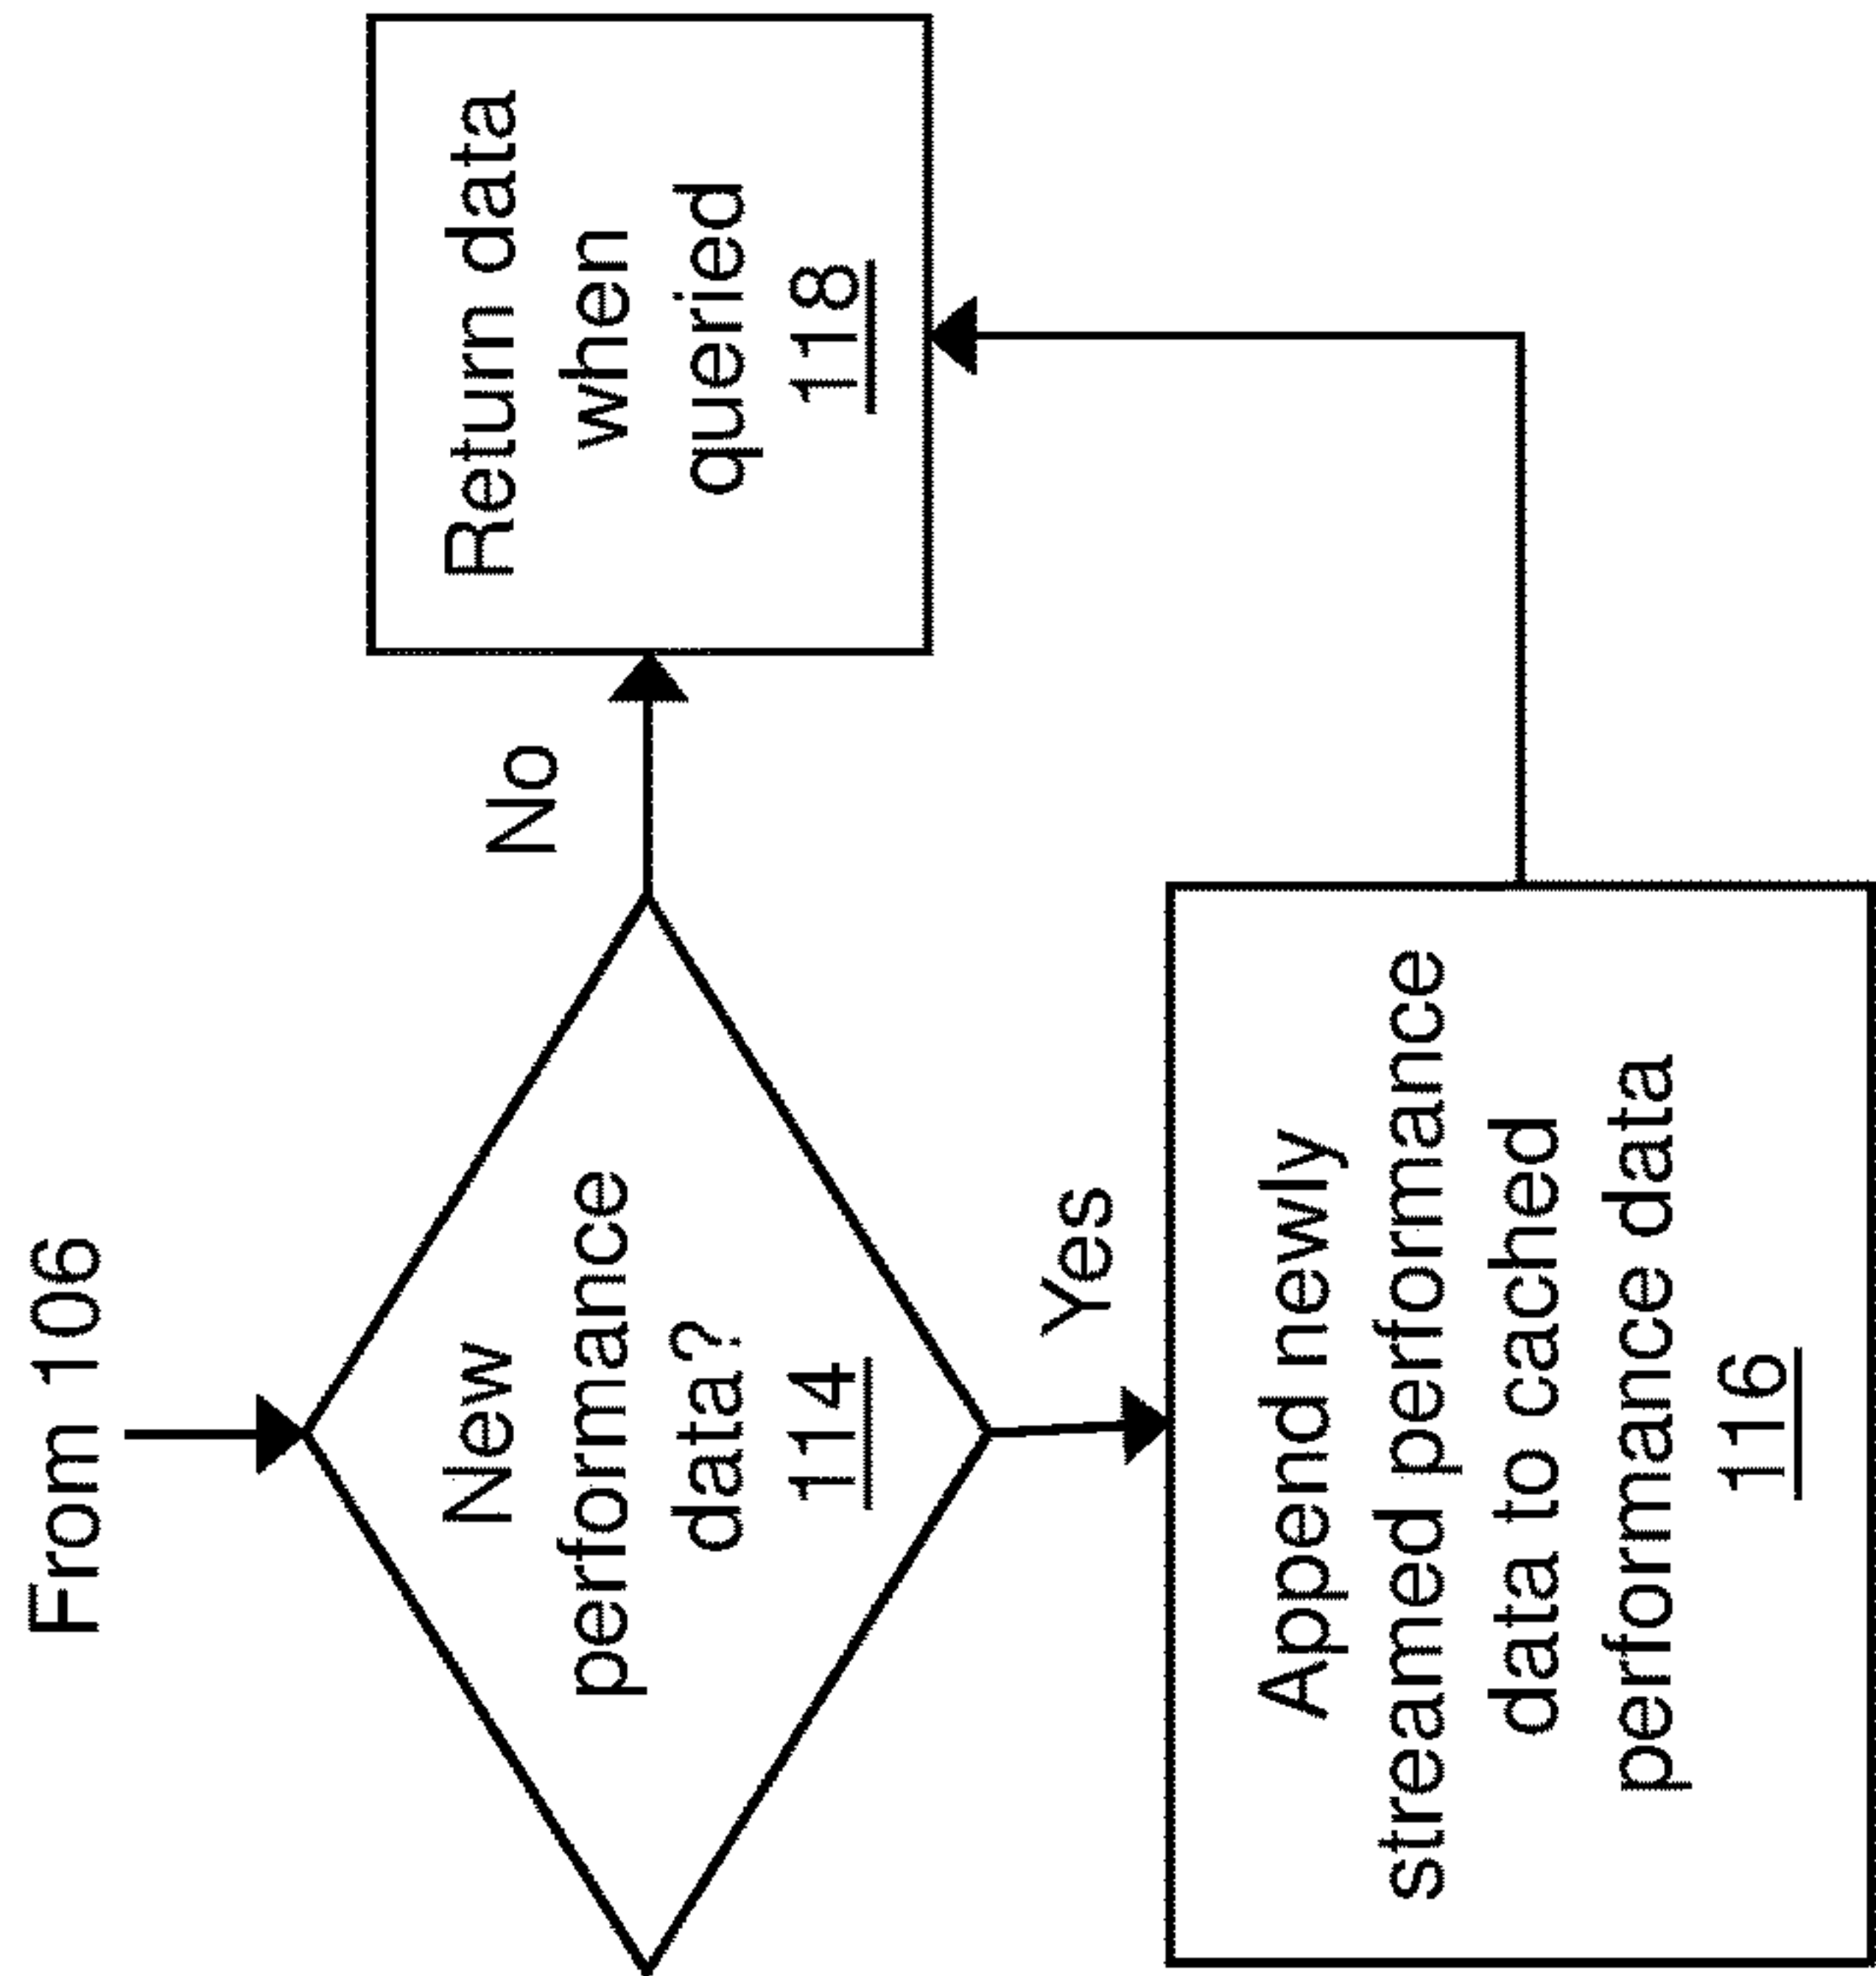 From 106
New
performance
data?
114
No
Return data
when
queried
118
Yes
Append newly
streamed performance
data to cached
performance data
116